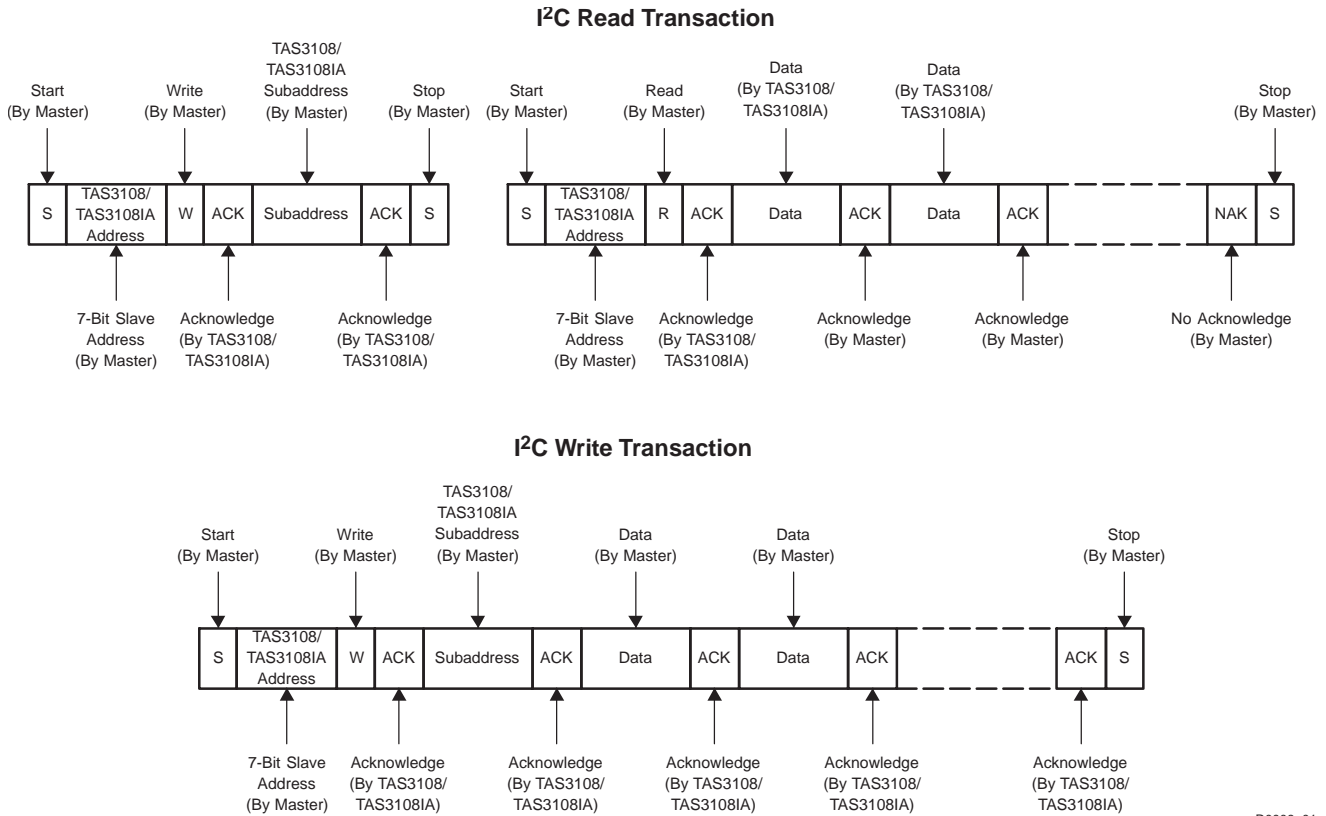 I2C Read Transaction
TAS3108/
TAS3108IA
Subaddress
(By Master)
Start
(By Master)
Write
(By Master)
Stop
(By Master)
Start
(By Master)
Read
(By Master)
Data
(By TAS3108/
TAS3108IA)
Data
(By TAS3108/
TAS3108IA)
Stop
(By Master)
S
TAS3108/
TAS3108IA
Address
W
ACK
Subaddress
ACK
S
S
TAS3108/
TAS3108IA
Address
R
ACK
Data
ACK
Data
ACK
NAK
S
7-Bit Slave
Address
(By Master)
Acknowledge
(By TAS3108/
TAS3108IA)
Acknowledge
(By TAS3108/
TAS3108IA)
7-Bit Slave
Address
(By Master)
Acknowledge
(By TAS3108/
TAS3108IA)
Acknowledge
(By Master)
Acknowledge
(By Master)
No Acknowledge
(By Master)
I2C Write Transaction
Start
(By Master)
Write
(By Master)
TAS3108/
TAS3108IA
Subaddress
(By Master)
Data
(By Master)
Data
(By Master)
Stop
(By Master)
S
TAS3108/
TAS3108IA
Address
W
ACK
Subaddress
ACK
Data
ACK
Data
ACK
ACK
S
7-Bit Slave
Address
(By Master)
Acknowledge
(By TAS3108/
TAS3108IA)
Acknowledge
(By TAS3108/
TAS3108IA)
Acknowledge
(By TAS3108/
TAS3108IA)
Acknowledge
(By TAS3108/
TAS3108IA)
Acknowledge
(By TAS3108/
TAS3108IA)